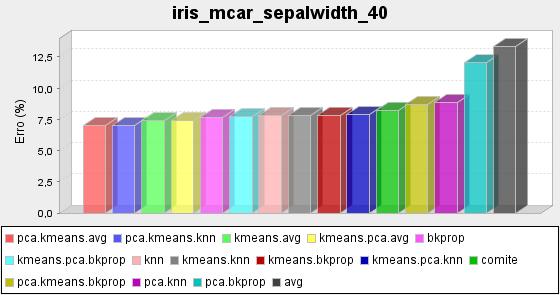 iris_mcar_sepalwidth_40
Erro (%)
12,5
10,0
7,5
5,0
2,5
0,0
pca.kmeans.avg pca.kmeans.knn kmeans.avg kmeans.pca.avg bkprop
kmeans.pca.bkprop knn kmeans.knn kmeans.bkprop kmeans.pca.knn comite
pca.kmeans.bkprop pca.knn pca.bkprop avg